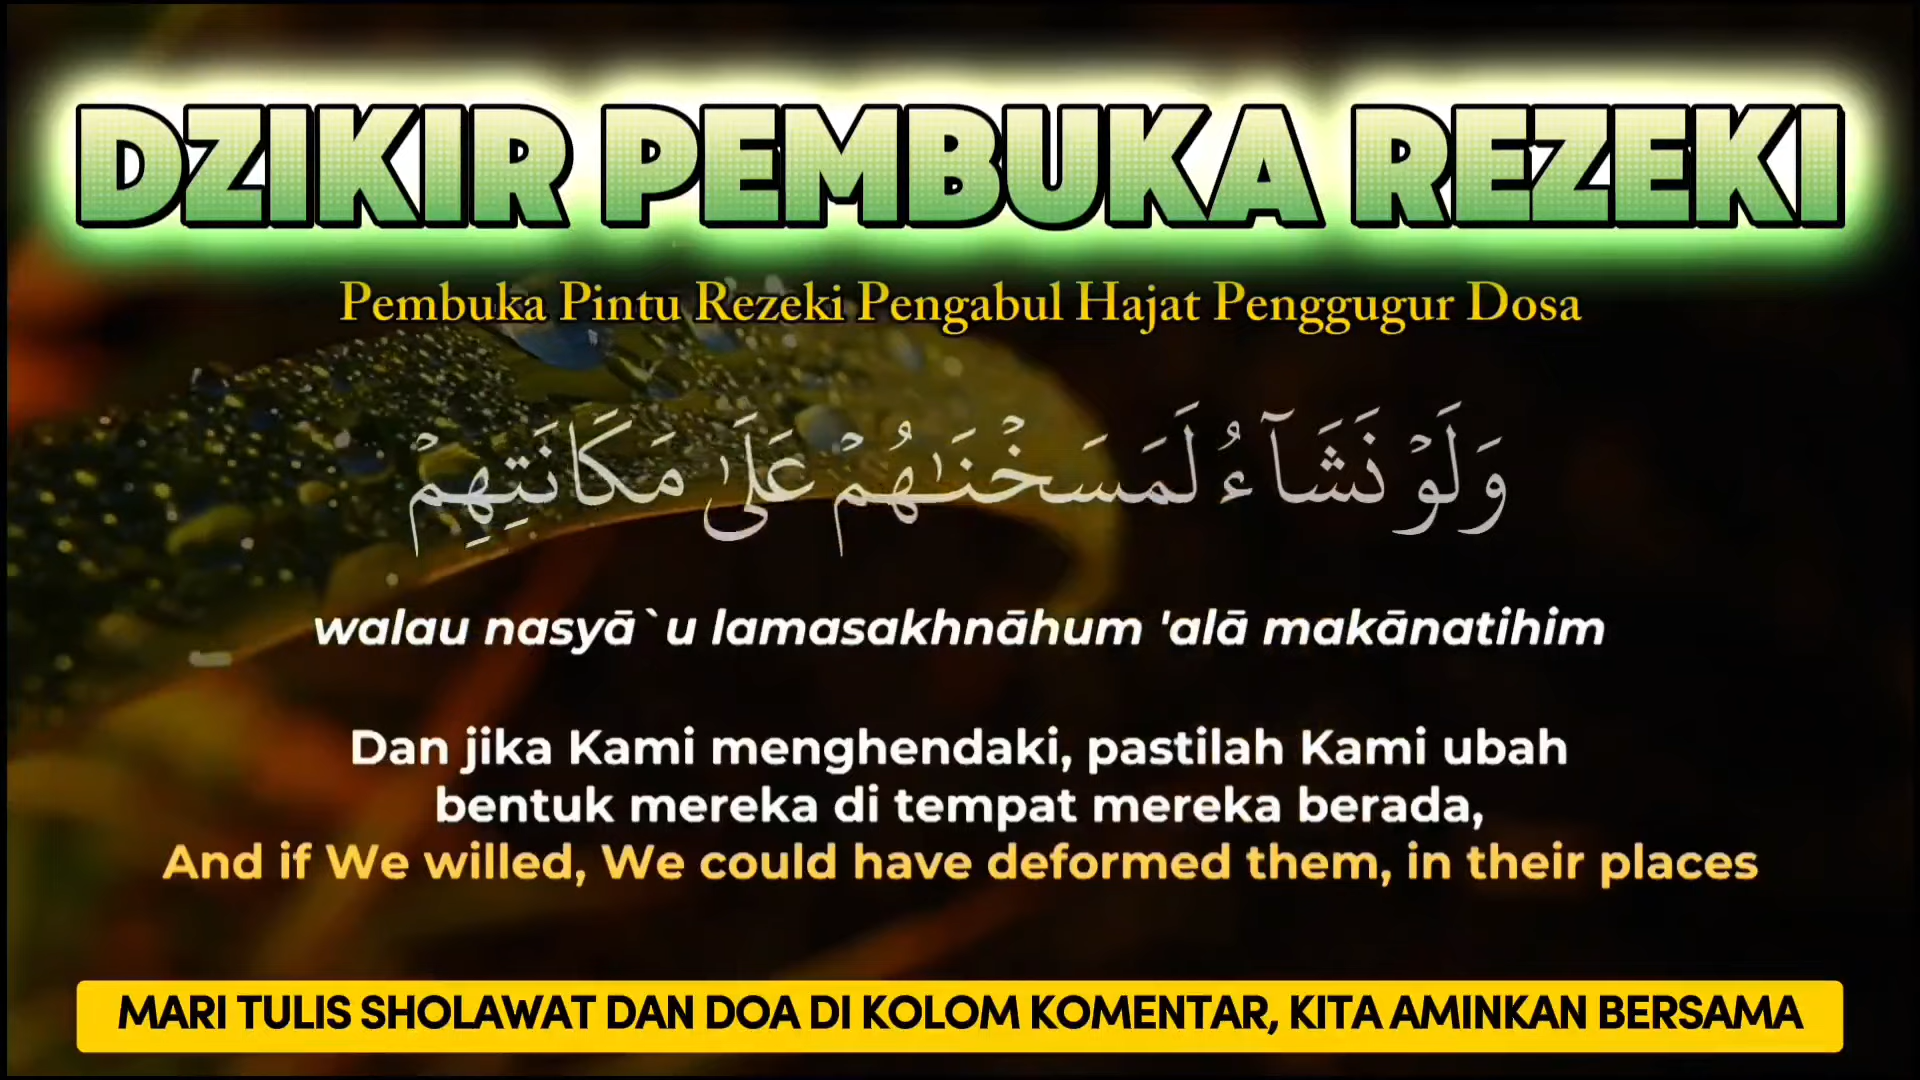 DZIKIR PEMBUKA REZEKI
Pembuka Pintu Rezeki Pengabul Hajat Penggugur Dosa
وَلَوۡ نَشَآءُ لَمَسَخۡنَٰهُمۡ عَلَىٰ مَكَانَتِهِمۡ
walau nasyā`u lamasakhnāhum 'alā makānatihim
Dan jika Kami menghendaki, pastilah Kami ubah
bentuk mereka di tempat mereka berada,
And if We willed, We could have deformed them, in their places
MARI TULIS SHOLAWAT DAN DOA DI KOLOM KOMENTAR, KITA AMINKAN BERSAMA